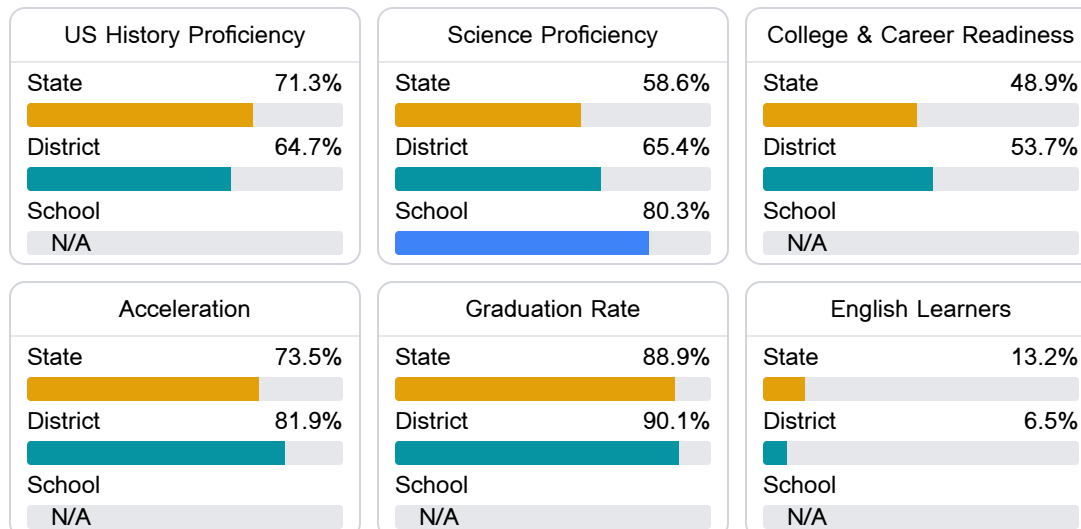 US History Proficiency
State 71.3%
District 64.7%
School
N/A
Science Proficiency
State 58.6%
District 65.4%
School 80.3%
College & Career Readiness
State 48.9%
District 53.7%
School
N/A
Acceleration
State 73.5%
District 81.9%
School
N/A
Graduation Rate
State 88.9%
District 90.1%
School
N/A
English Learners
State 13.2%
District 6.5%
School
N/A